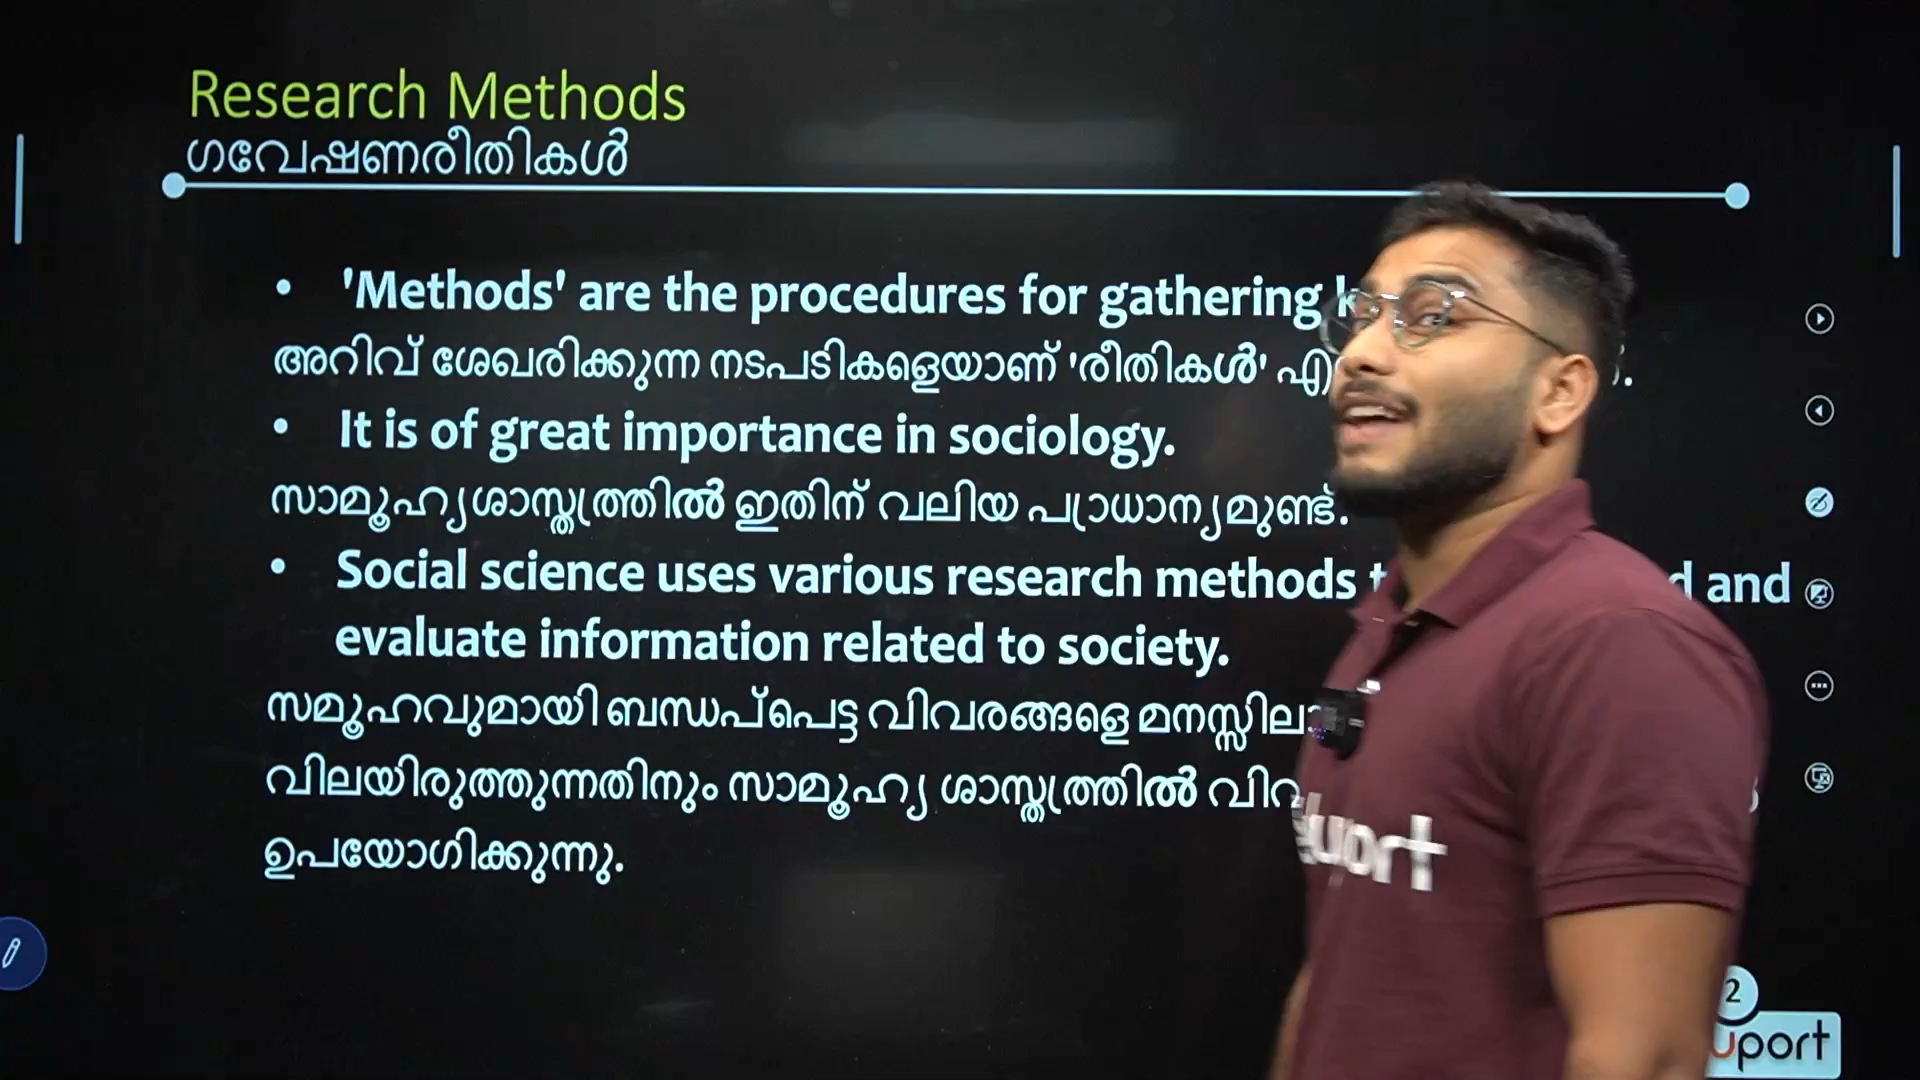 Research Methods
ഗവേഷണരീതികൾ
• 'Methods' are the procedures for gathering
അറിവ് ശേഖരിക്കുന്ന നടപടികളെയാണ് 'രീതികൾ'
• It is of great importance in sociology.
സാമൂഹ്യശാസ്ത്രത്തിൽ ഇതിന് വലിയ പ്രാധാന്യമുണ്ട്.
• Social science uses various research methods and
evaluate information related to society.
സമൂഹവുമായി ബന്ധപ്പെട്ട വിവരങ്ങളെ
വിലയിരുത്തുന്നതിനും സാമൂഹ്യ ശാസ്ത്രത്തിൽ
ഉപയോഗിക്കുന്നു.
2
uport